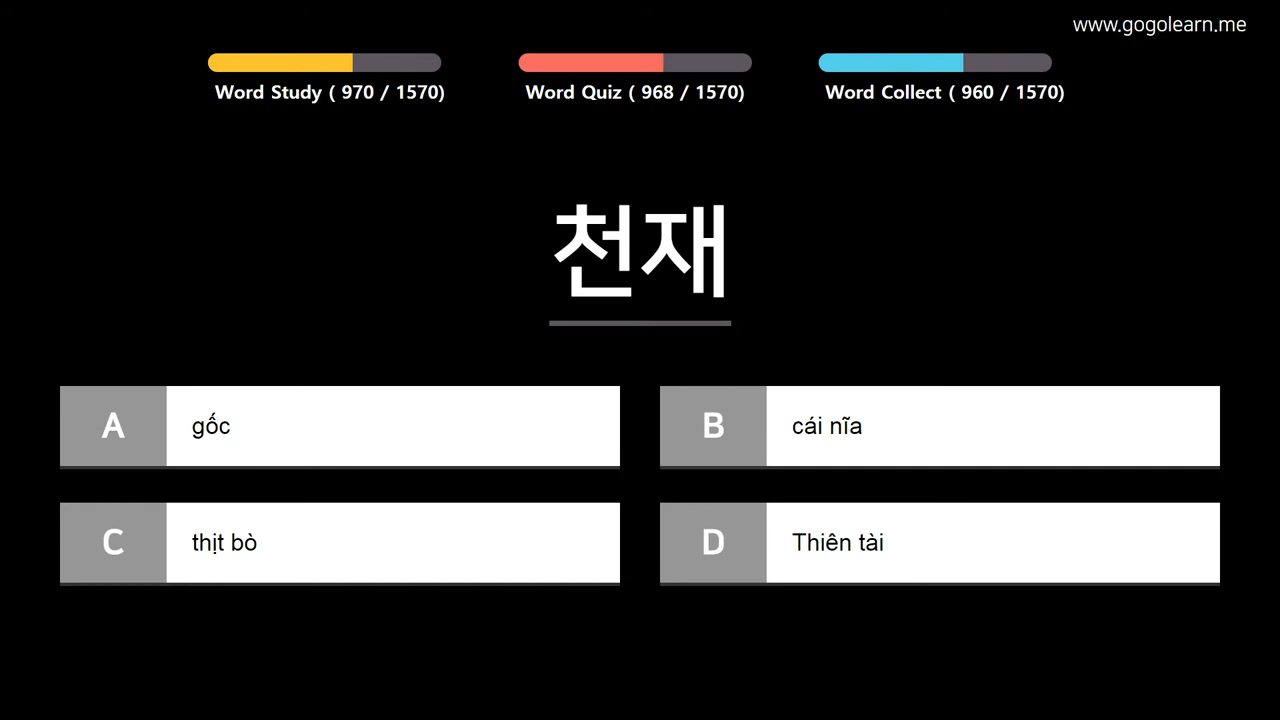 www.gogolearn.me
Word Study ( 970 / 1570)
Word Quiz ( 968 / 1570)
Word Collect ( 960 / 1570)
천재
A gốc
B cái nĩa
C thịt bò
D Thiên tài